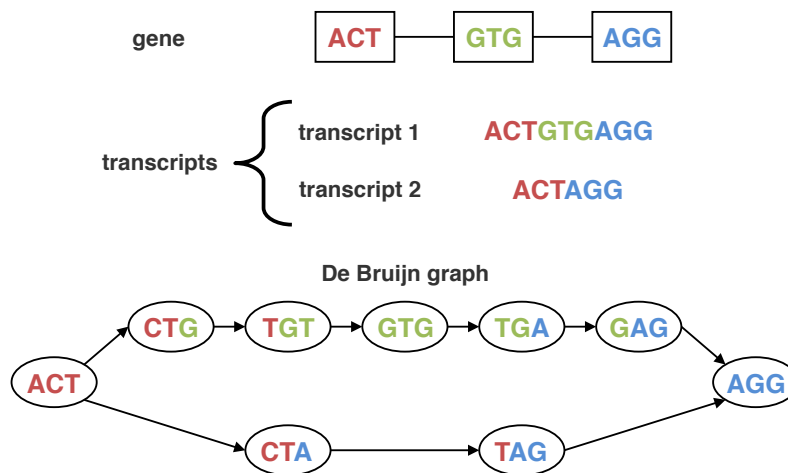 gene ACT GTG AGG
transcript 1 ACTGTGAGG
transcripts
transcript 2 ACTAGG
De Bruijn graph
CTG TGT GTG TGA GAG
ACT AGG
CTA TAG